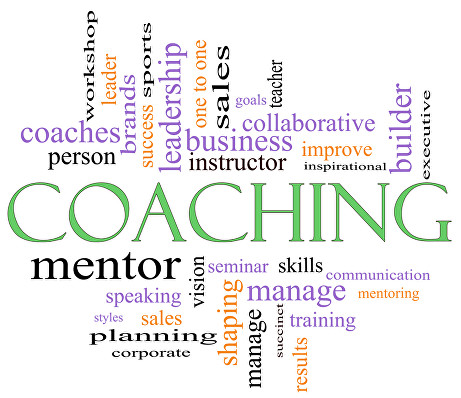 workshop
leader
brands
sports
success
leadership
one to one
sales
goals
teacher
coaches
person
business
collaborative
instructor
improve
inspirational
builder
executive
COACHING
mentor
vision
seminar
skills
communication
speaking
manage
mentoring
styles
sales
shaping
manage
succinct
training
planning
corporate
results